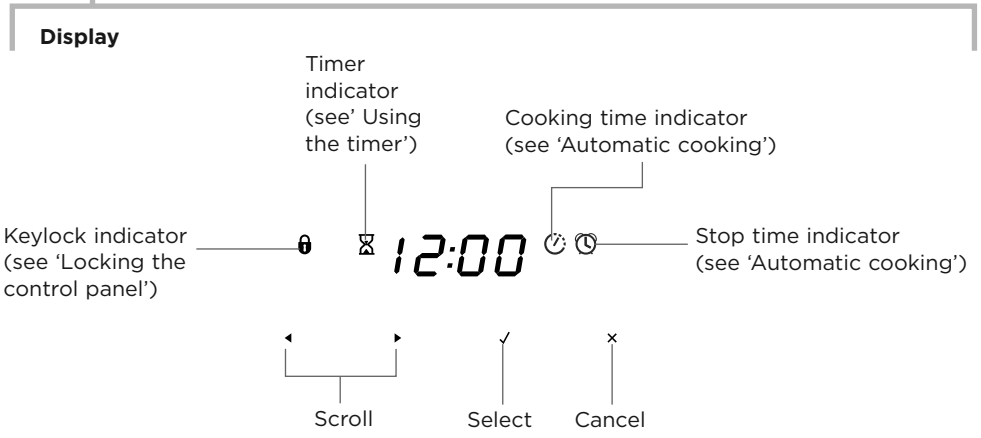 Display
Timer
indicator
(see’ Using
the timer’)
Cooking time indicator
(see ‘Automatic cooking’)
Keylock indicator
(see ‘Locking the
control panel’)
12:00
Stop time indicator
(see ‘Automatic cooking’)
Scroll
Select
Cancel